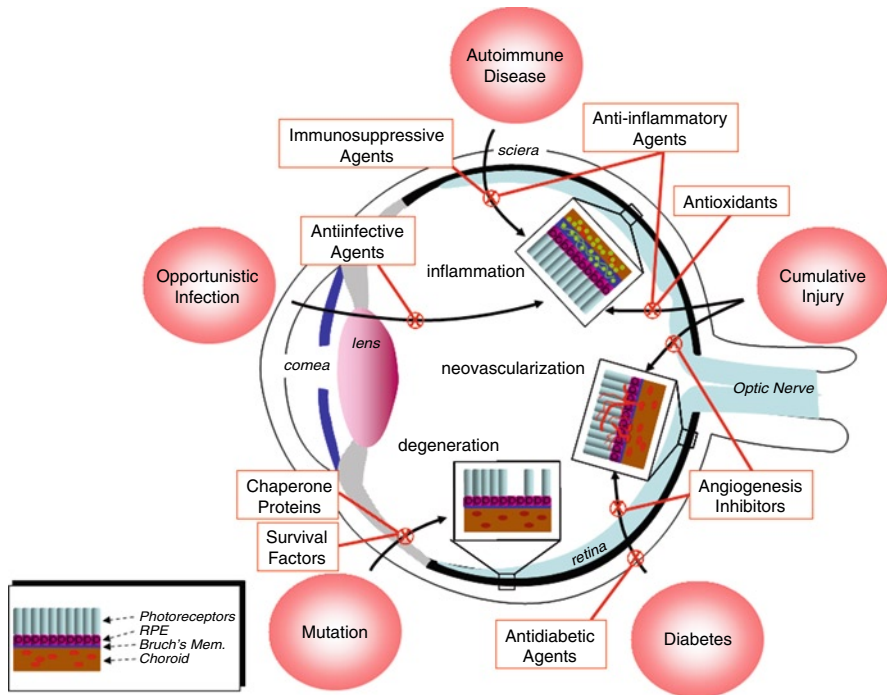 Autoimmune
Disease
Immunosuppressive
Agents
Anti-inflammatory
Agents
sciera
Antioxidants
Antiinfective
Agents
Opportunistic
Infection
inflammation
Cumulative
Injury
lens
comea
neovascularization
Optic Nerve
degeneration
Chaperone
Proteins
Angiogenesis
Inhibitors
Survival
Factors
retina
Mutation
Antidiabetic
Agents
Diabetes
Photoreceptors
RPE
Bruch's Mem.
Choroid